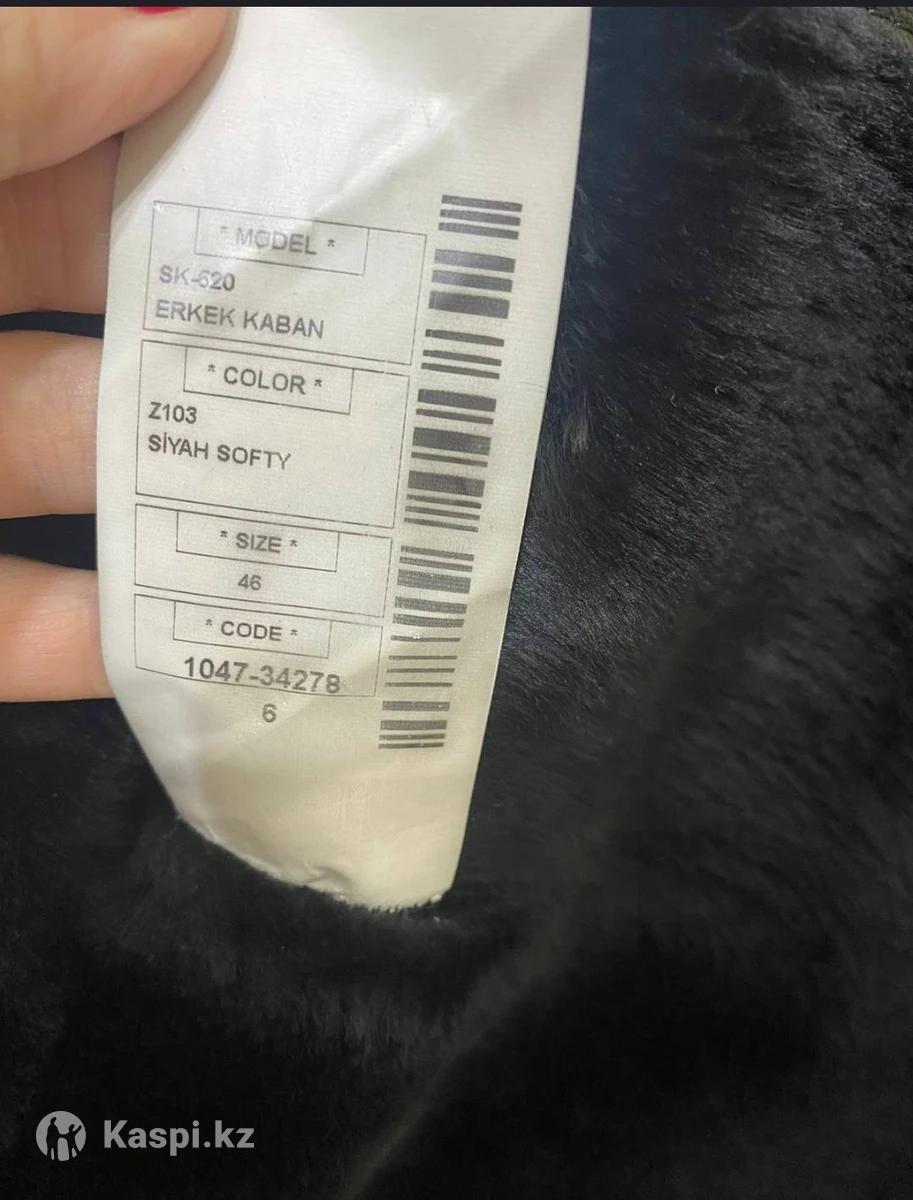 * MODEL *
SK-620
ERKEK KABAN
* COLOR *
Z103
SİYAH SOFTY
* SIZE *
46
* CODE *
1047-34278
6
Kaspi.kz